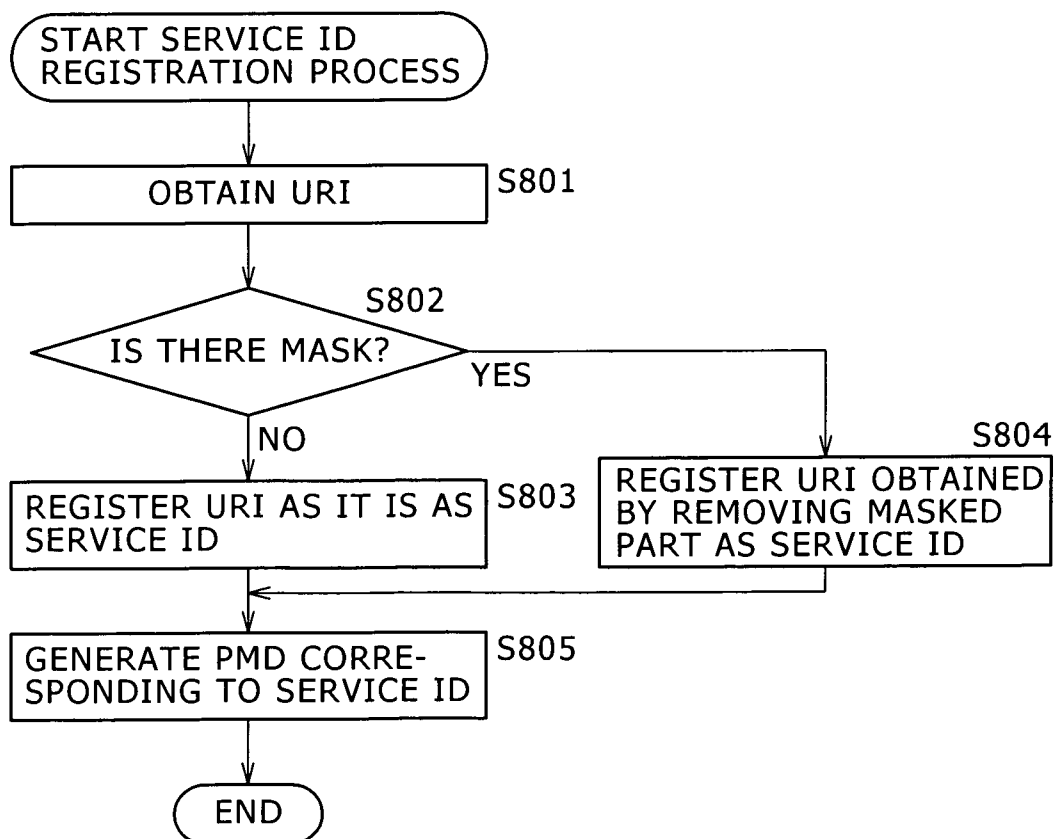 START SERVICE ID
REGISTRATION PROCESS
OBTAIN URI
S801
S802
IS THERE MASK?
YES
NO
S804
REGISTER URI AS IT IS AS
SERVICE ID
S803
REGISTER URI OBTAINED
BY REMOVING MASKED
PART AS SERVICE ID
GENERATE PMD CORRE-
SPONDING TO SERVICE ID
S805
END